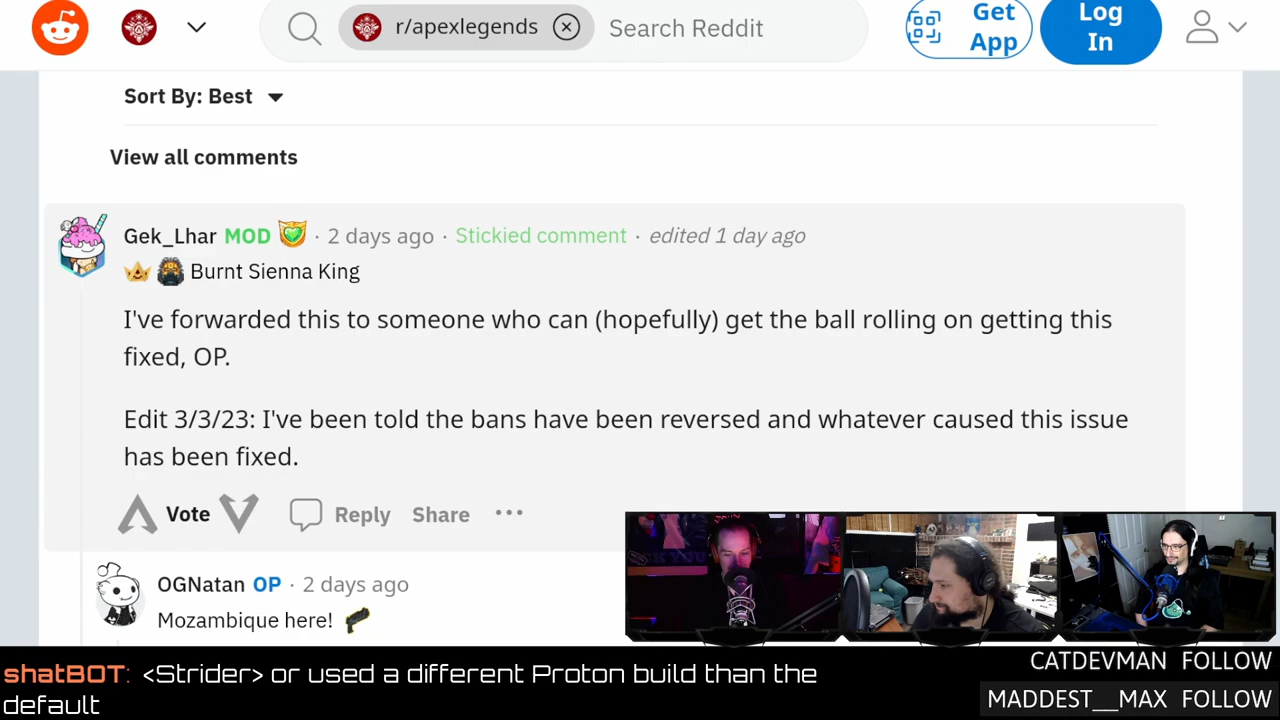 r/apexlegends
Search Reddit
Get App
Log In
Sort By: Best
View all comments
Gek_Lhar MOD · 2 days ago · Stickied comment · edited 1 day ago
Burnt Sienna King
I've forwarded this to someone who can (hopefully) get the ball rolling on getting this
fixed, OP.
Edit 3/3/23: I've been told the bans have been reversed and whatever caused this issue
has been fixed.
Vote
Reply
Share
OGNatan OP · 2 days ago
Mozambique here!
shatBOT: <Strider> or used a different Proton build than the
default
CATDEVMAN FOLLOW
MADDEST__MAX FOLLOW